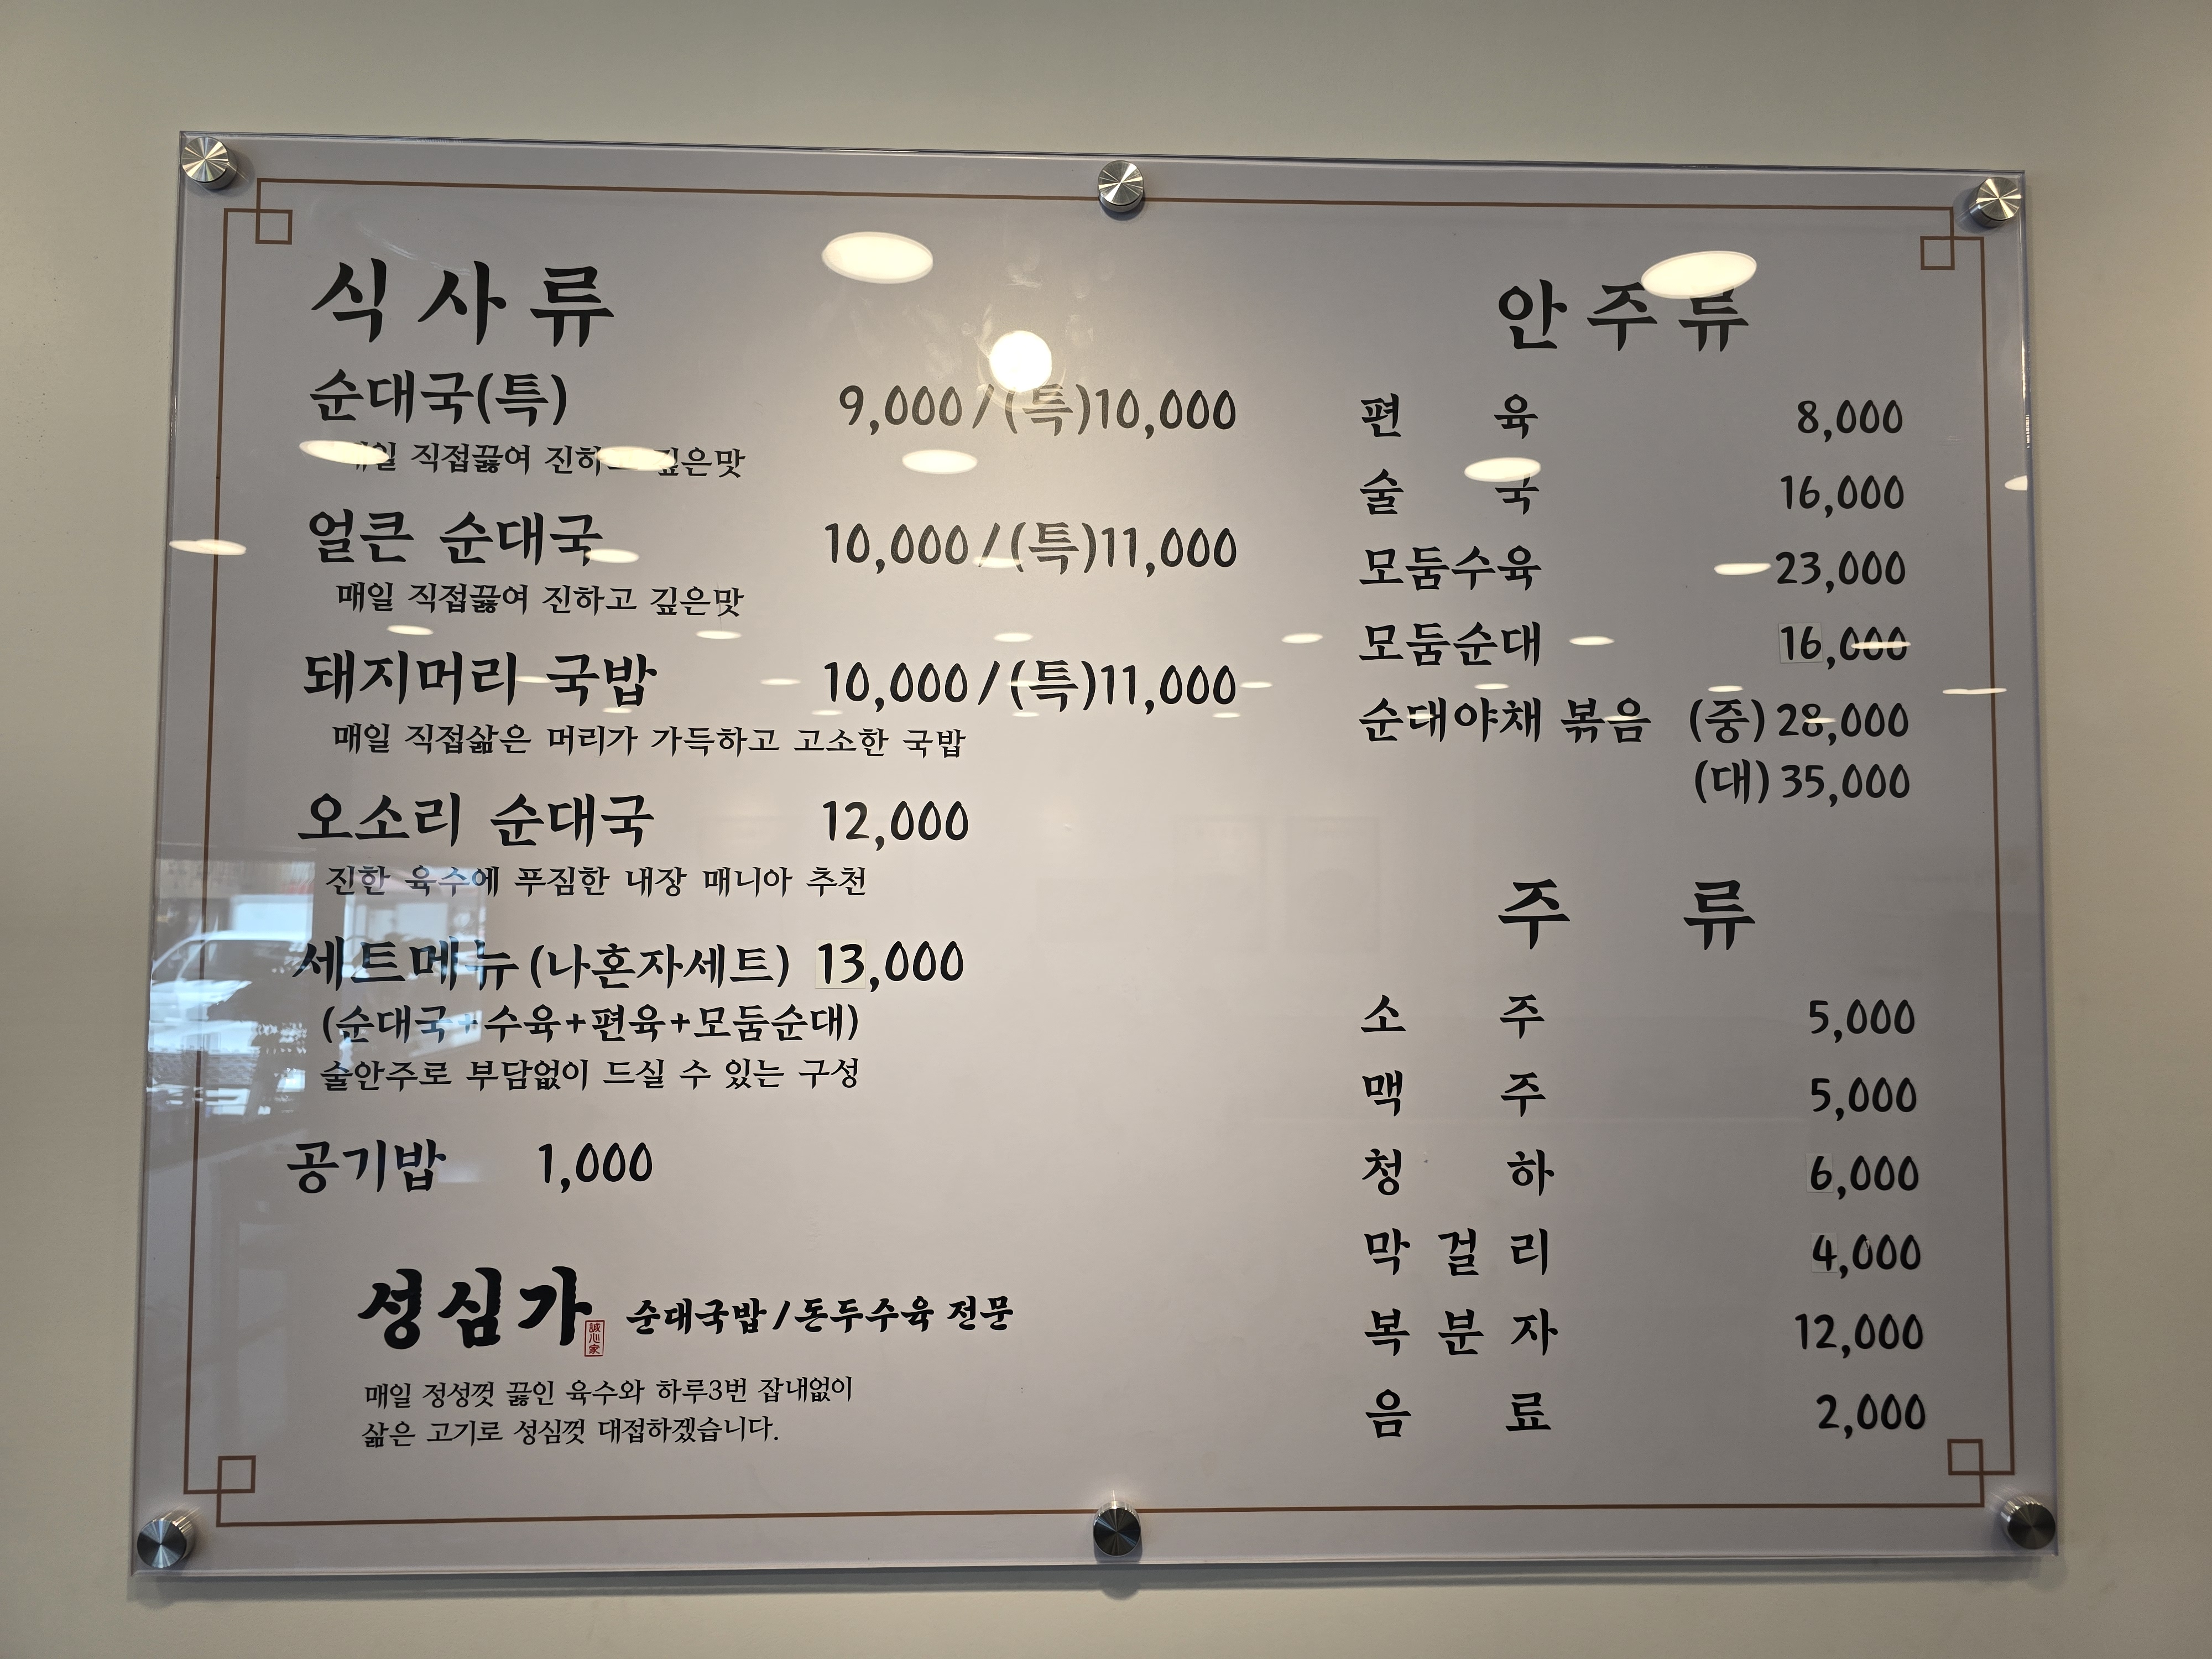 식사류
순대국(특) 9,000/(특)10,000
매일 직접끓여 진하고 깊은맛
얼큰 순대국 10,000/(특)11,000
매일 직접끓여 진하고 깊은맛
돼지머리 국밥 10,000/(특)11,000
매일 직접삶은 머리가 가득하고 고소한 국밥
오소리 순대국 12,000
진한 육수에 푸짐한 내장 매니아 추천
세트메뉴(나혼자세트) 13,000
(순대국+수육+편육+모둠순대)
술안주로 부담없이 드실 수 있는 구성
공기밥 1,000
성심가 誠心家 순대국밥/돈두수육 전문
매일 정성껏 끓인 육수와 하루3번 잡내없이
삶은 고기로 성심껏 대접하겠습니다.
안주류
편육 8,000
술국 16,000
모둠수육 23,000
모둠순대 16,000
순대야채 볶음 (중) 28,000
(대) 35,000
주류
소주 5,000
맥주 5,000
청하 6,000
막걸리 4,000
복분자 12,000
음료 2,000